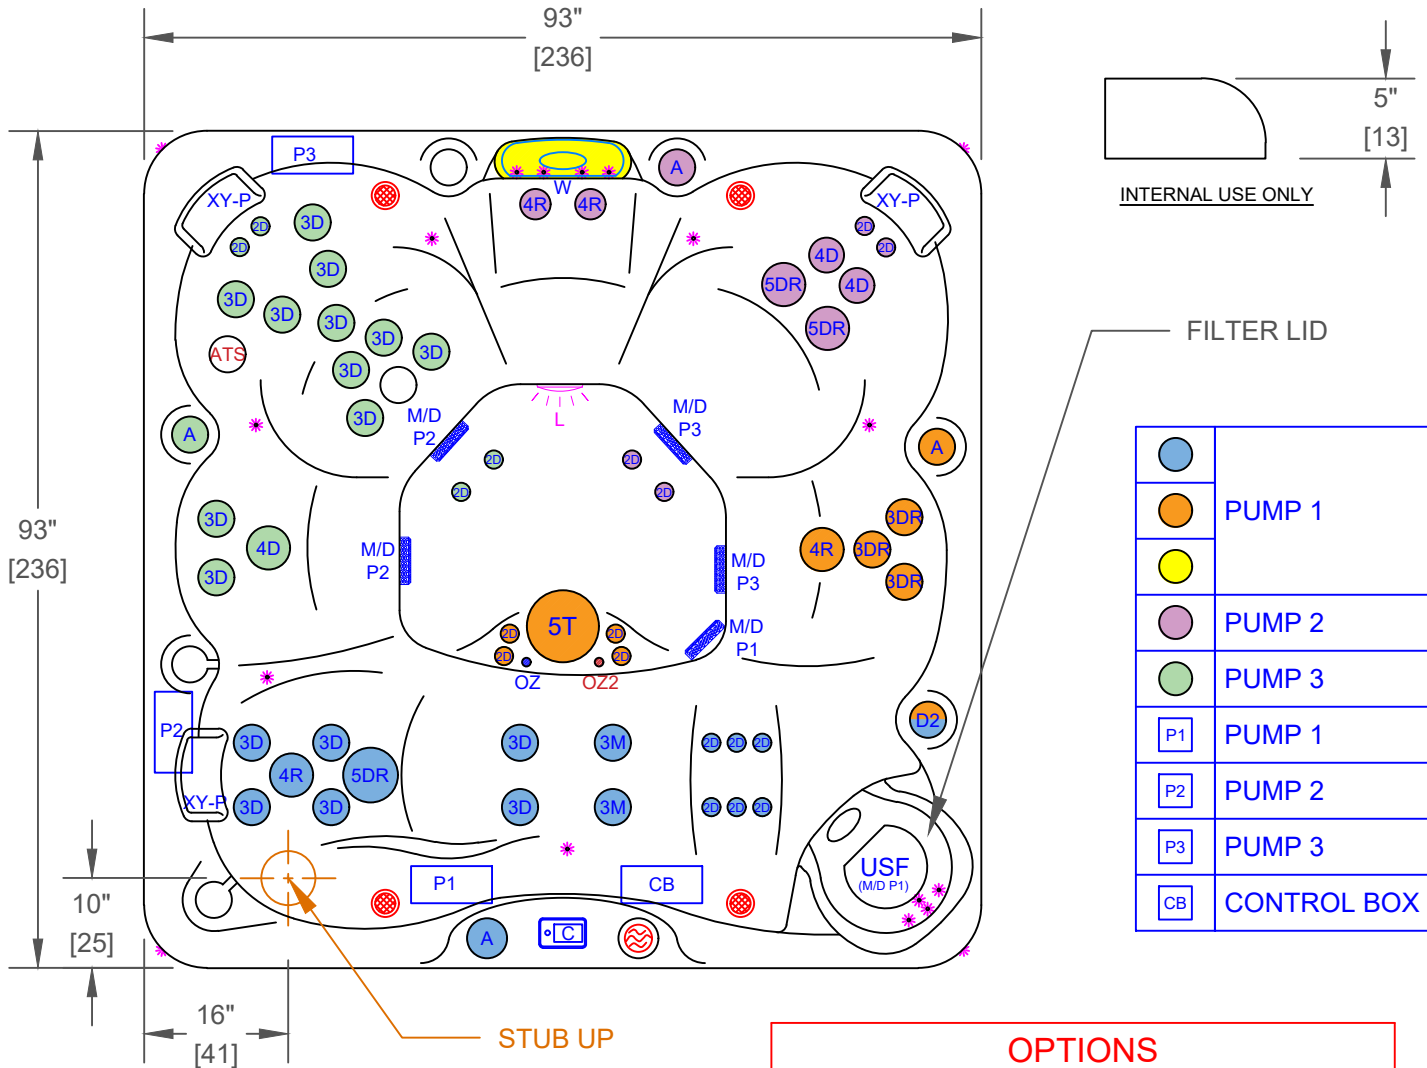 93"
[236]
5"
[13]
INTERNAL USE ONLY
P3
A
W
XY-P
XY-P
4R
4R
2D
2D
3D
2D
2D
4D
3D
5DR
4D
3D
3D
3D
5DR
3D
3D
ATS
3D
FILTER LID
3D
M/D
P2
L
M/D
P3
A
A
2D
2D
2D
2D
PUMP 1
PUMP 2
PUMP 3
P1
PUMP 1
P2
PUMP 2
P3
PUMP 3
CB
CONTROL BOX
93"
[236]
3D
4D
3D
M/D
P2
M/D
P3
4R
3DR
3DR
3DR
5T
2D
2D
2D
2D
M/D
P1
OZ
OZ2
P2
D2
3D
3D
4R
5DR
3D
3D
XY-P
3D
3M
3D
3M
2D
2D
2D
2D
2D
2D
USF
(M/D P1)
P1
CB
A
C
10"
[25]
16"
[41]
STUB UP
OPTIONS